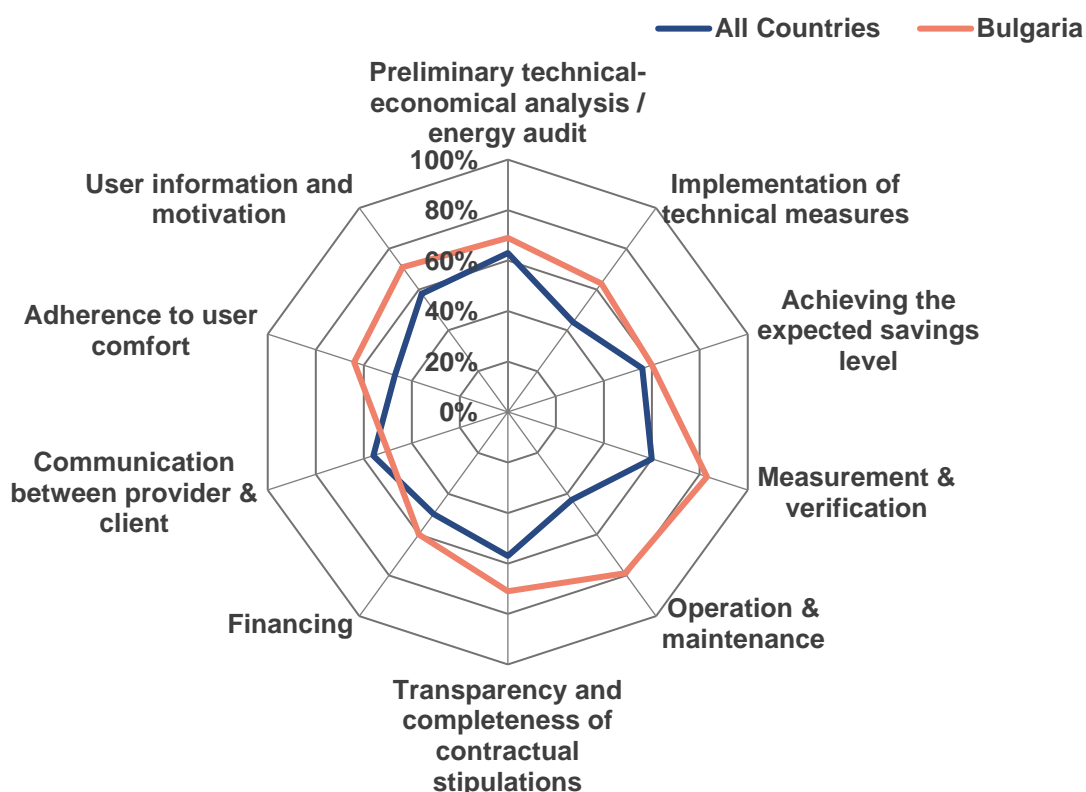 All Countries
Bulgaria
Preliminary technical-
economical analysis /
energy audit
100%
80%
60%
40%
20%
0%
Implementation of
technical measures
Achieving the
expected savings
level
Measurement &
verification
Operation &
maintenance
Transparency and
completeness of
contractual
stipulations
Financing
Communication
between provider &
client
Adherence to user
comfort
User information and
motivation